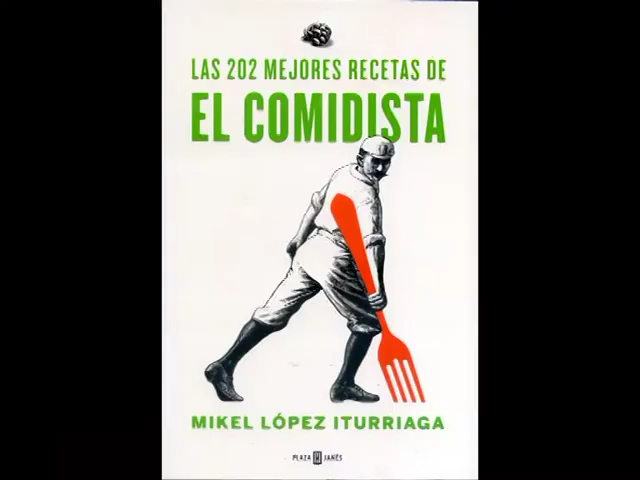 LAS 202 MEJORES RECETAS DE
EL COMIDISTA
MIKEL LÓPEZ ITURRIAGA
PLAZA JANÉS